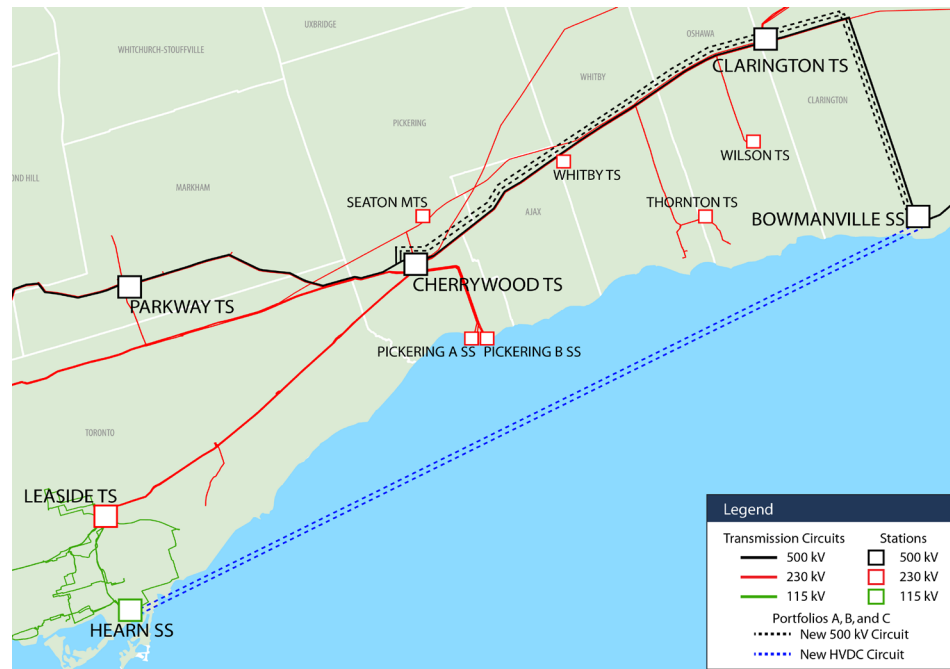 UXBRIDGE
WHITCHURCH-STOUFFVILLE
OSHAWA
CLARINGTON TS
WHITBY
CLARINGTON
PICKERING
WILSON TS
WHITBY TS
OND HILL
MARKHAM
SEATON MTS
THORNTON TS
AJAX
BOWMANVILLE SS
CHERRYWOOD TS
PARKWAY TS
PICKERING A SS
PICKERING B SS
TORONTO
LEASIDE TS
HEARN SS
Legend
Transmission Circuits
Stations
500 kV
500 kV
230 kV
230 kV
115 kV
115 kV
Portfolios A, B, and C
New 500 kV Circuit
New HVDC Circuit